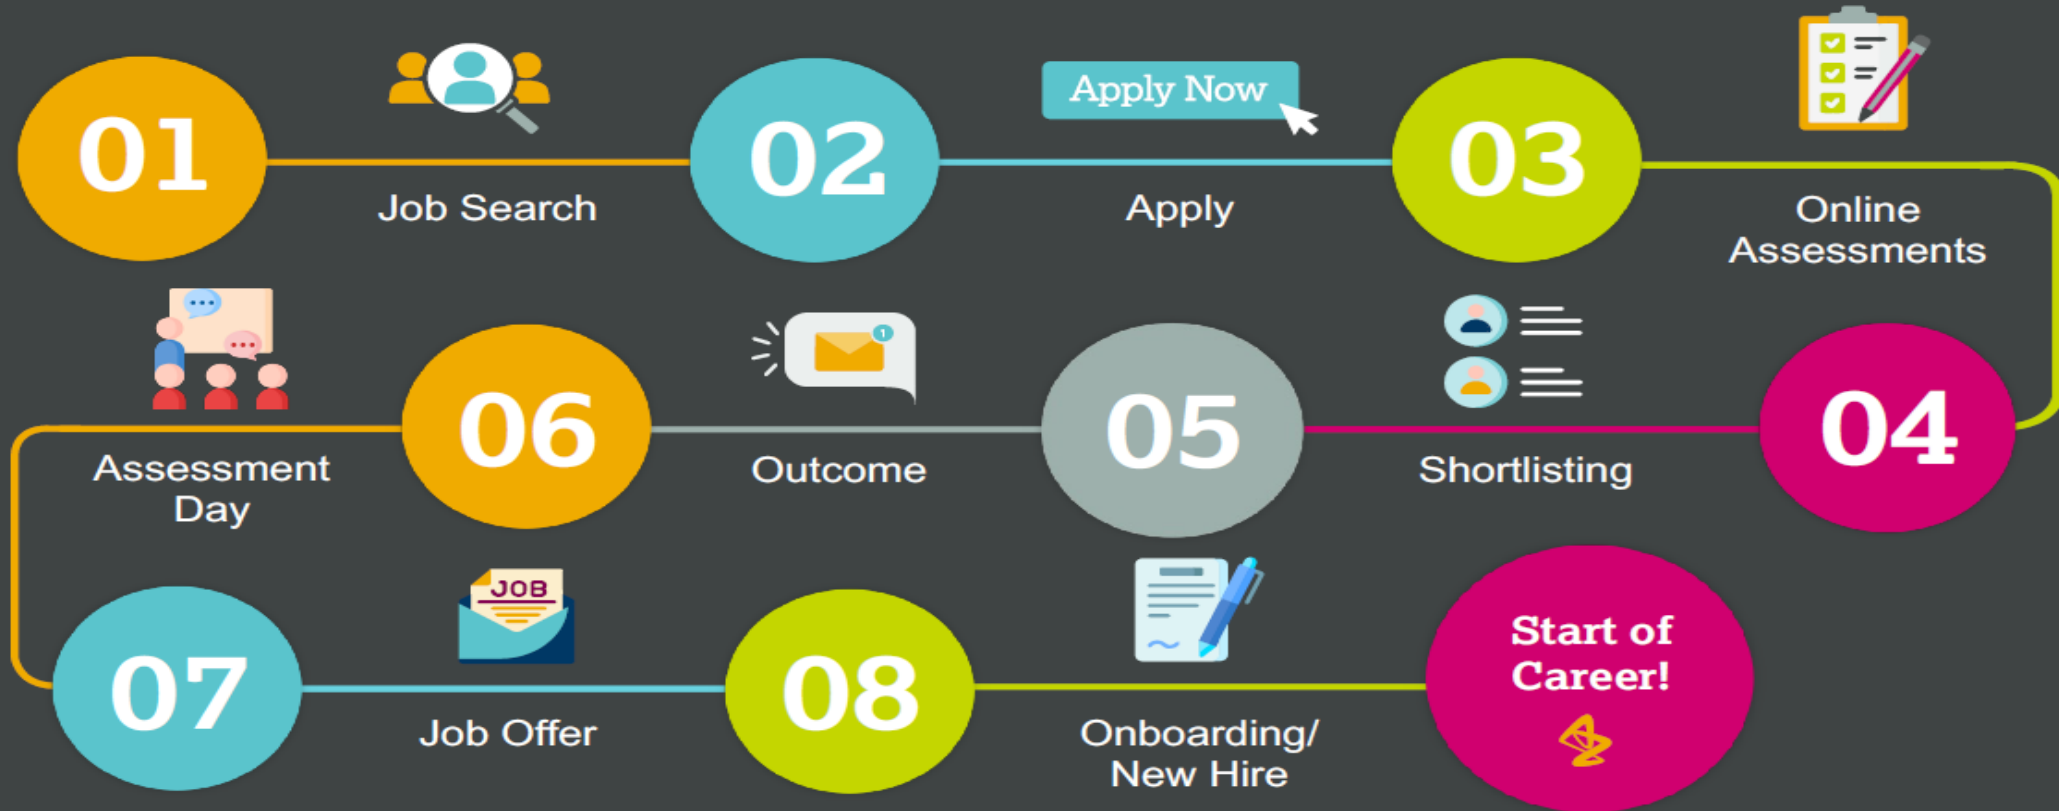 01
Job Search
02
Apply Now
Apply
03
Online
Assessments
04
Shortlisting
05
Outcome
1
06
Assessment
Day
07
JOB
Job Offer
08
Onboarding/
New Hire
Start of
Career!